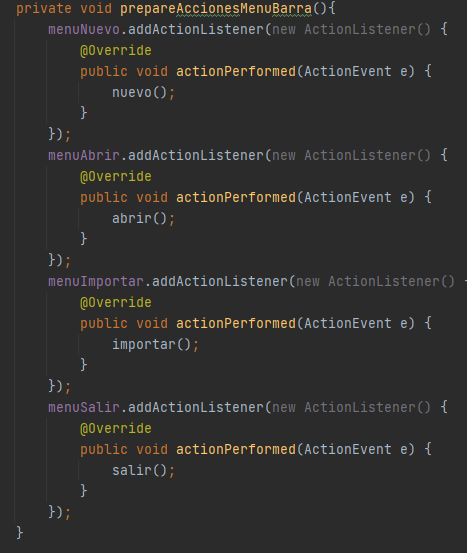 private void prepareAccionesMenuBarra(){
    menuNuevo.addActionListener(new ActionListener() {
        @Override
        public void actionPerformed(ActionEvent e) {
            nuevo();
        }
    });
    menuAbrir.addActionListener(new ActionListener() {
        @Override
        public void actionPerformed(ActionEvent e) {
            abrir();
        }
    });
    menuImportar.addActionListener(new ActionListener() {
        @Override
        public void actionPerformed(ActionEvent e) {
            importar();
        }
    });
    menuSalir.addActionListener(new ActionListener() {
        @Override
        public void actionPerformed(ActionEvent e) {
            salir();
        }
    });
}